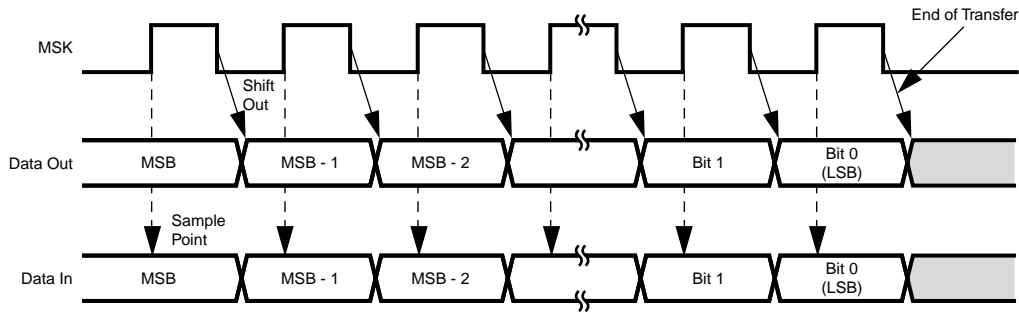 End of Transfer
MSK
Shift
Out
Data Out
MSB
MSB - 1
MSB - 2
Bit 1
Bit 0
(LSB)
Sample
Point
Data In
MSB
MSB - 1
MSB - 2
Bit 1
Bit 0
(LSB)